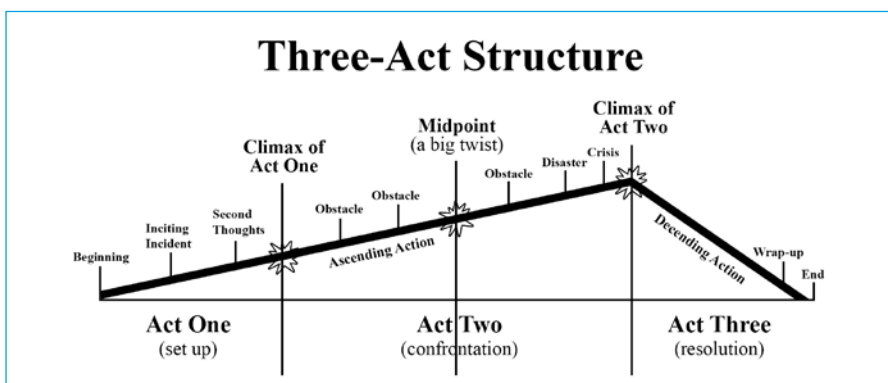 Three-Act Structure
Climax of
Act One
Midpoint
(a big twist)
Climax of
Act Two
Beginning
Inciting
Incident
Second
Thoughts
Obstacle
Obstacle
Obstacle
Disaster
Crisis
Ascending Action
Decending Action
Wrap-up
End
Act One
(set up)
Act Two
(confrontation)
Act Three
(resolution)